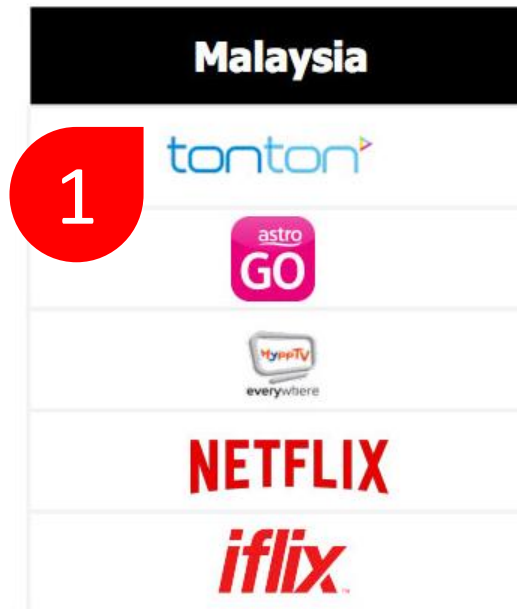 Malaysia
tonton
1
astro
GO
HyppTV
everywhere
NETFLIX
iflix